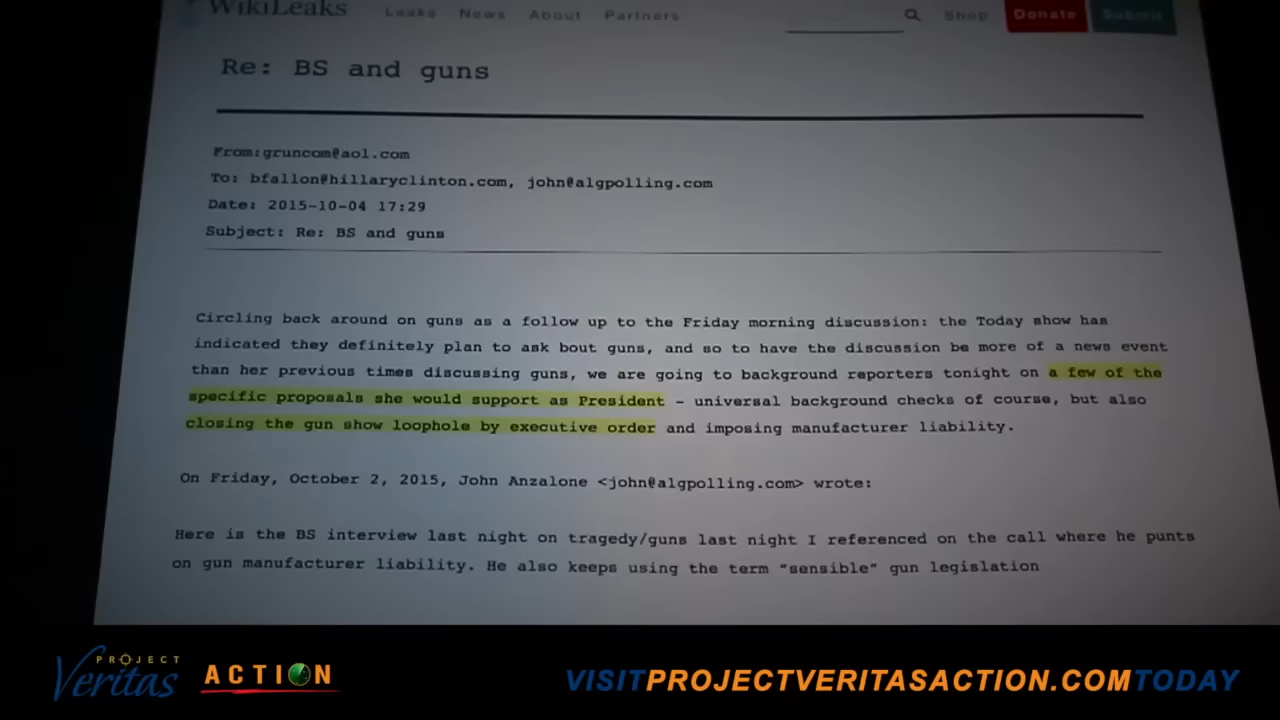 WikiLeaks Leaks News About Partners Shop Donate Submit
Re: BS and guns
From:gruncom@aol.com
To: bfallon@hillaryclinton.com, john@algpolling.com
Date: 2015-10-04 17:29
Subject: Re: BS and guns
Circling back around on guns as a follow up to the Friday morning discussion: the Today show has
indicated they definitely plan to ask bout guns, and so to have the discussion be more of a news event
than her previous times discussing guns, we are going to background reporters tonight on a few of the
specific proposals she would support as President – universal background checks of course, but also
closing the gun show loophole by executive order and imposing manufacturer liability.
On Friday, October 2, 2015, John Anzalone <john@algpolling.com> wrote:
Here is the BS interview last night on tragedy/guns last night I referenced on the call where he punts
on gun manufacturer liability. He also keeps using the term "sensible" gun legislation
PROJECT
Veritas ACTION
VISITPROJECTVERITASACTION.COMTODAY